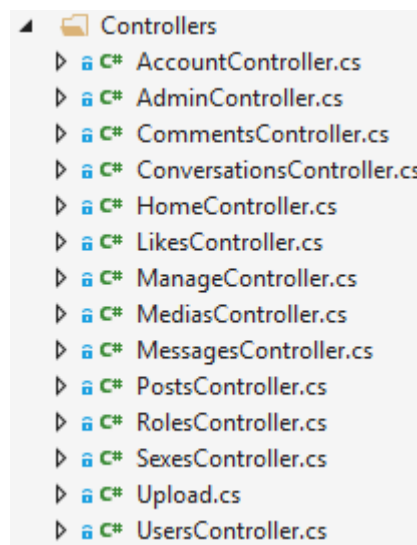 Controllers
C# AccountController.cs
C# AdminController.cs
C# CommentsController.cs
C# ConversationsController.cs
C# HomeController.cs
C# LikesController.cs
C# ManageController.cs
C# MediasController.cs
C# MessagesController.cs
C# PostsController.cs
C# RolesController.cs
C# SexesController.cs
C# Upload.cs
C# UsersController.cs